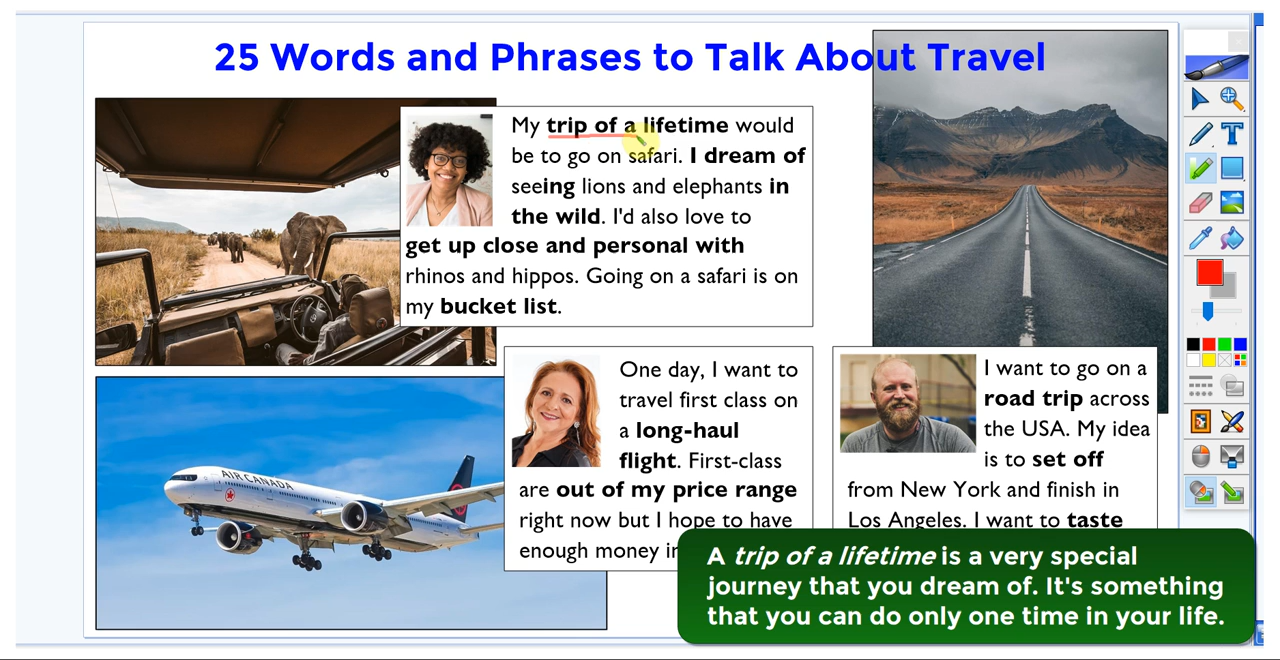 25 Words and Phrases to Talk About Travel
My trip of a lifetime would
be to go on safari. I dream of
seeing lions and elephants in
the wild. I'd also love to
get up close and personal with
rhinos and hippos. Going on a safari is on
my bucket list.
AIR CANADA
One day, I want to
travel first class on
a long-haul
flight. First-class
are out of my price range
right now but I hope to have
enough money in
I want to go on a
road trip across
the USA. My idea
is to set off
from New York and finish in
Los Angeles. I want to taste
A trip of a lifetime is a very special
journey that you dream of. It's something
that you can do only one time in your life.
T